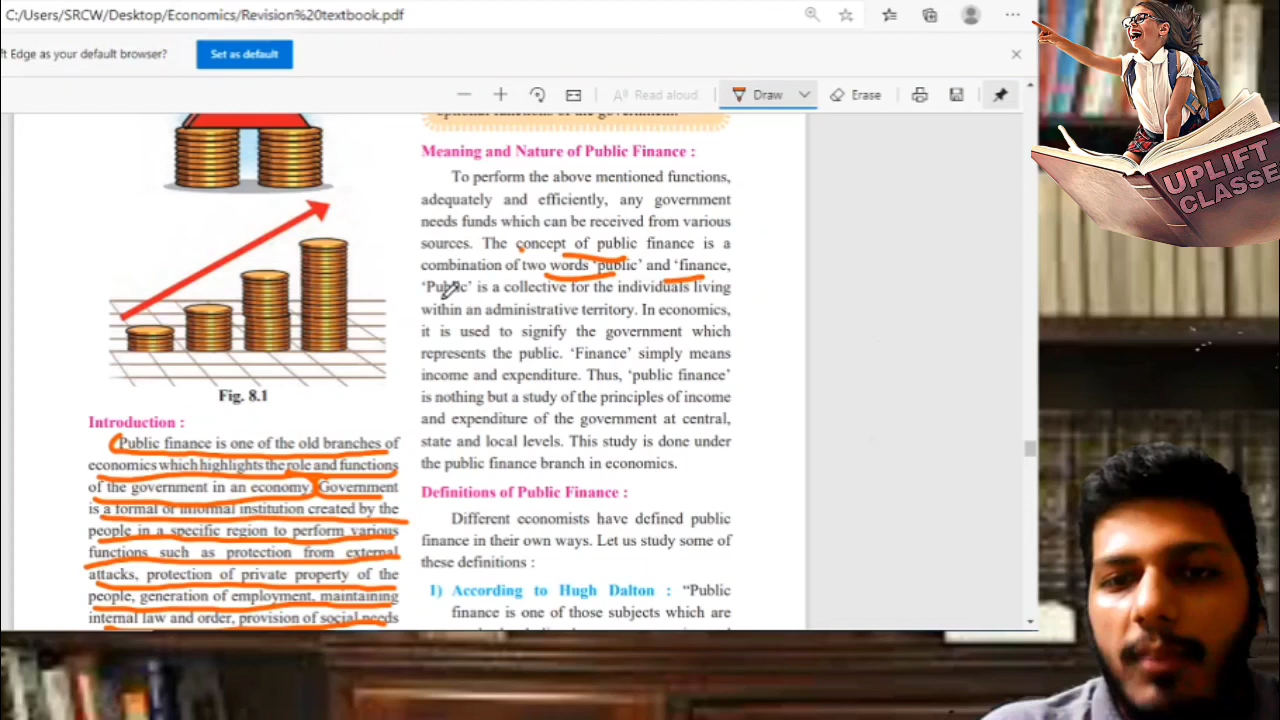 C:/Users/SRCW/Desktop/Economics/Revision%20textbook.pdf
ft Edge as your default browser?
Set as default
Read aloud
Draw
Erase
optional functions of the government.
Fig. 8.1
Introduction :
Public finance is one of the old branches of
economics which highlights the role and functions
of the government in an economy. Government
is a formal or informal institution created by the
people in a specific region to perform various
functions such as protection from external
attacks, protection of private property of the
people, generation of employment, maintaining
internal law and order, provision of social needs
Meaning and Nature of Public Finance :
To perform the above mentioned functions,
adequately and efficiently, any government
needs funds which can be received from various
sources. The concept of public finance is a
combination of two words ‘public’ and ‘finance,
‘Public’ is a collective for the individuals living
within an administrative territory. In economics,
it is used to signify the government which
represents the public. ‘Finance’ simply means
income and expenditure. Thus, ‘public finance’
is nothing but a study of the principles of income
and expenditure of the government at central,
state and local levels. This study is done under
the public finance branch in economics.
Definitions of Public Finance :
Different economists have defined public
finance in their own ways. Let us study some of
these definitions :
1) According to Hugh Dalton : “Public
finance is one of those subjects which are
UPLIFT
CLASSE